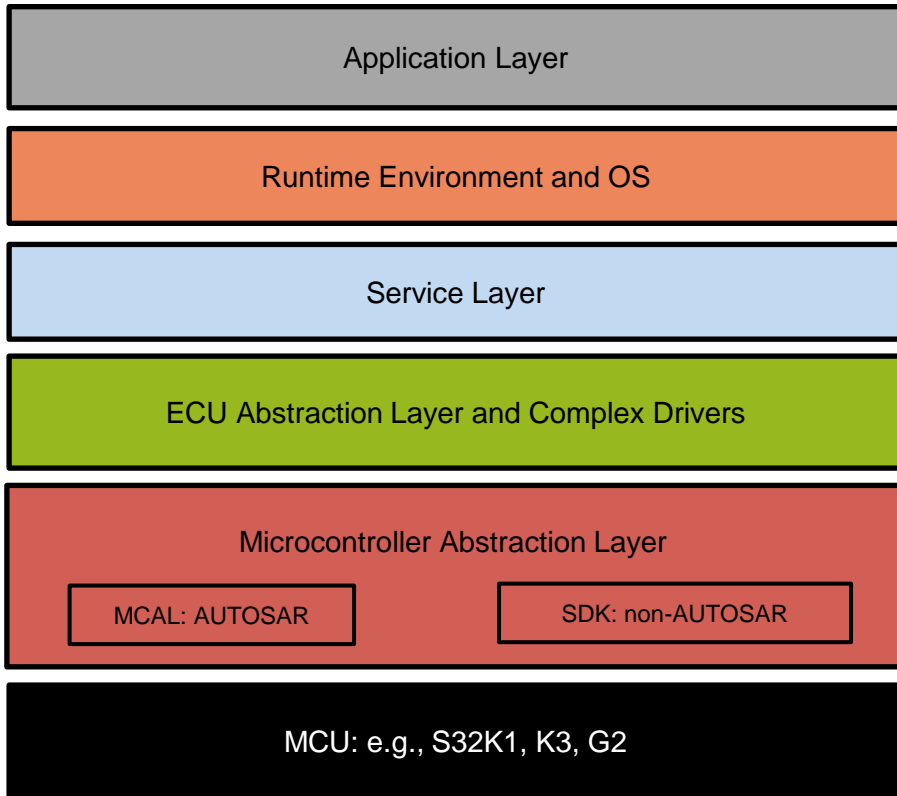 Application Layer
Runtime Environment and OS
Service Layer
ECU Abstraction Layer and Complex Drivers
Microcontroller Abstraction Layer
MCAL: AUTOSAR
SDK: non-AUTOSAR
MCU: e.g., S32K1, K3, G2